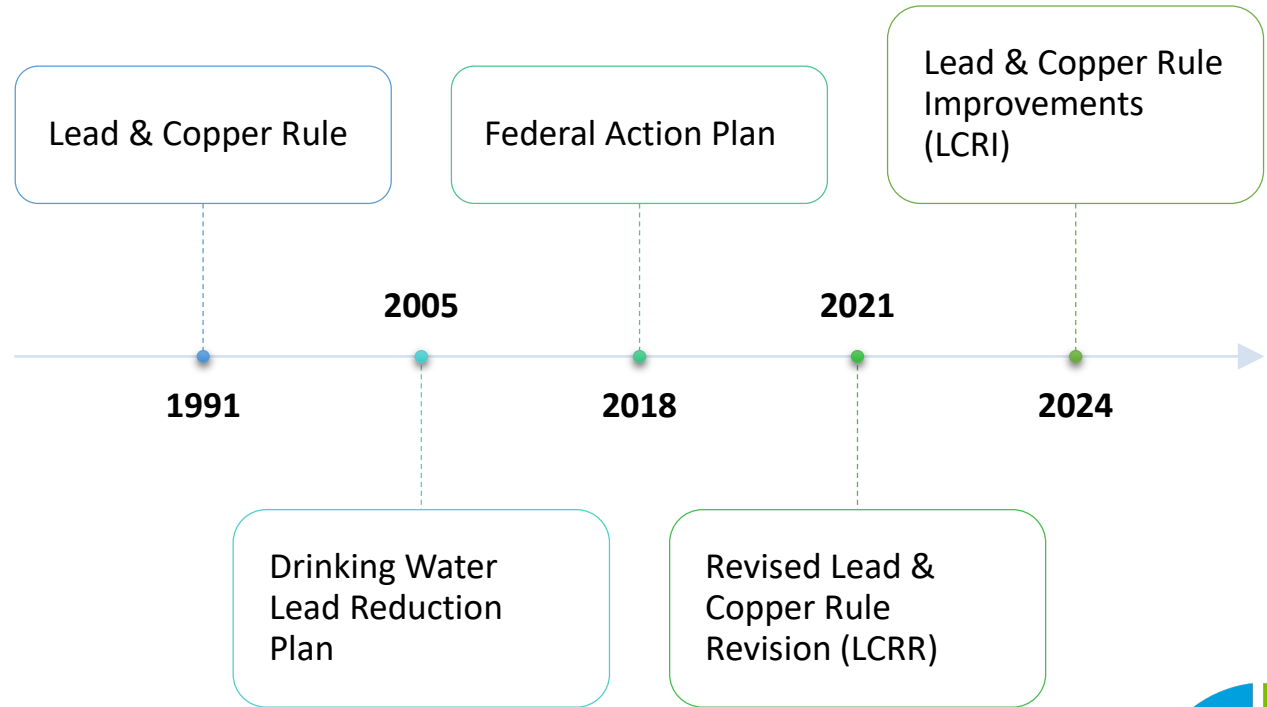 Lead & Copper Rule
1991
2005
Drinking Water
Lead Reduction
Plan
Federal Action Plan
2018
2021
Revised Lead &
Copper Rule
Revision (LCRR)
Lead & Copper Rule
Improvements
(LCRI)
2024